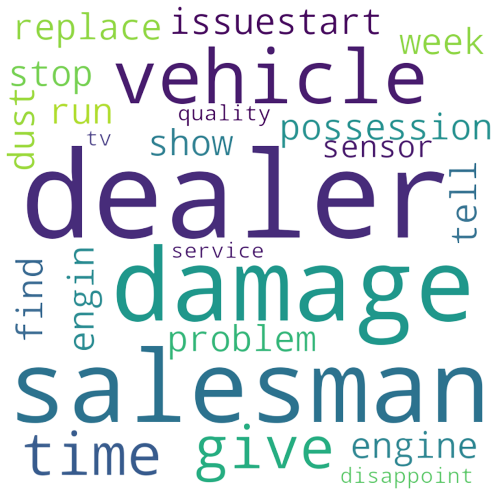 replace
issuestart
week
stop
vehicle
dust
run
quality
possession
tv
show
sensor
dealer
tell
service
find
engin
damage
problem
salesman
time
give
engine
disappoint